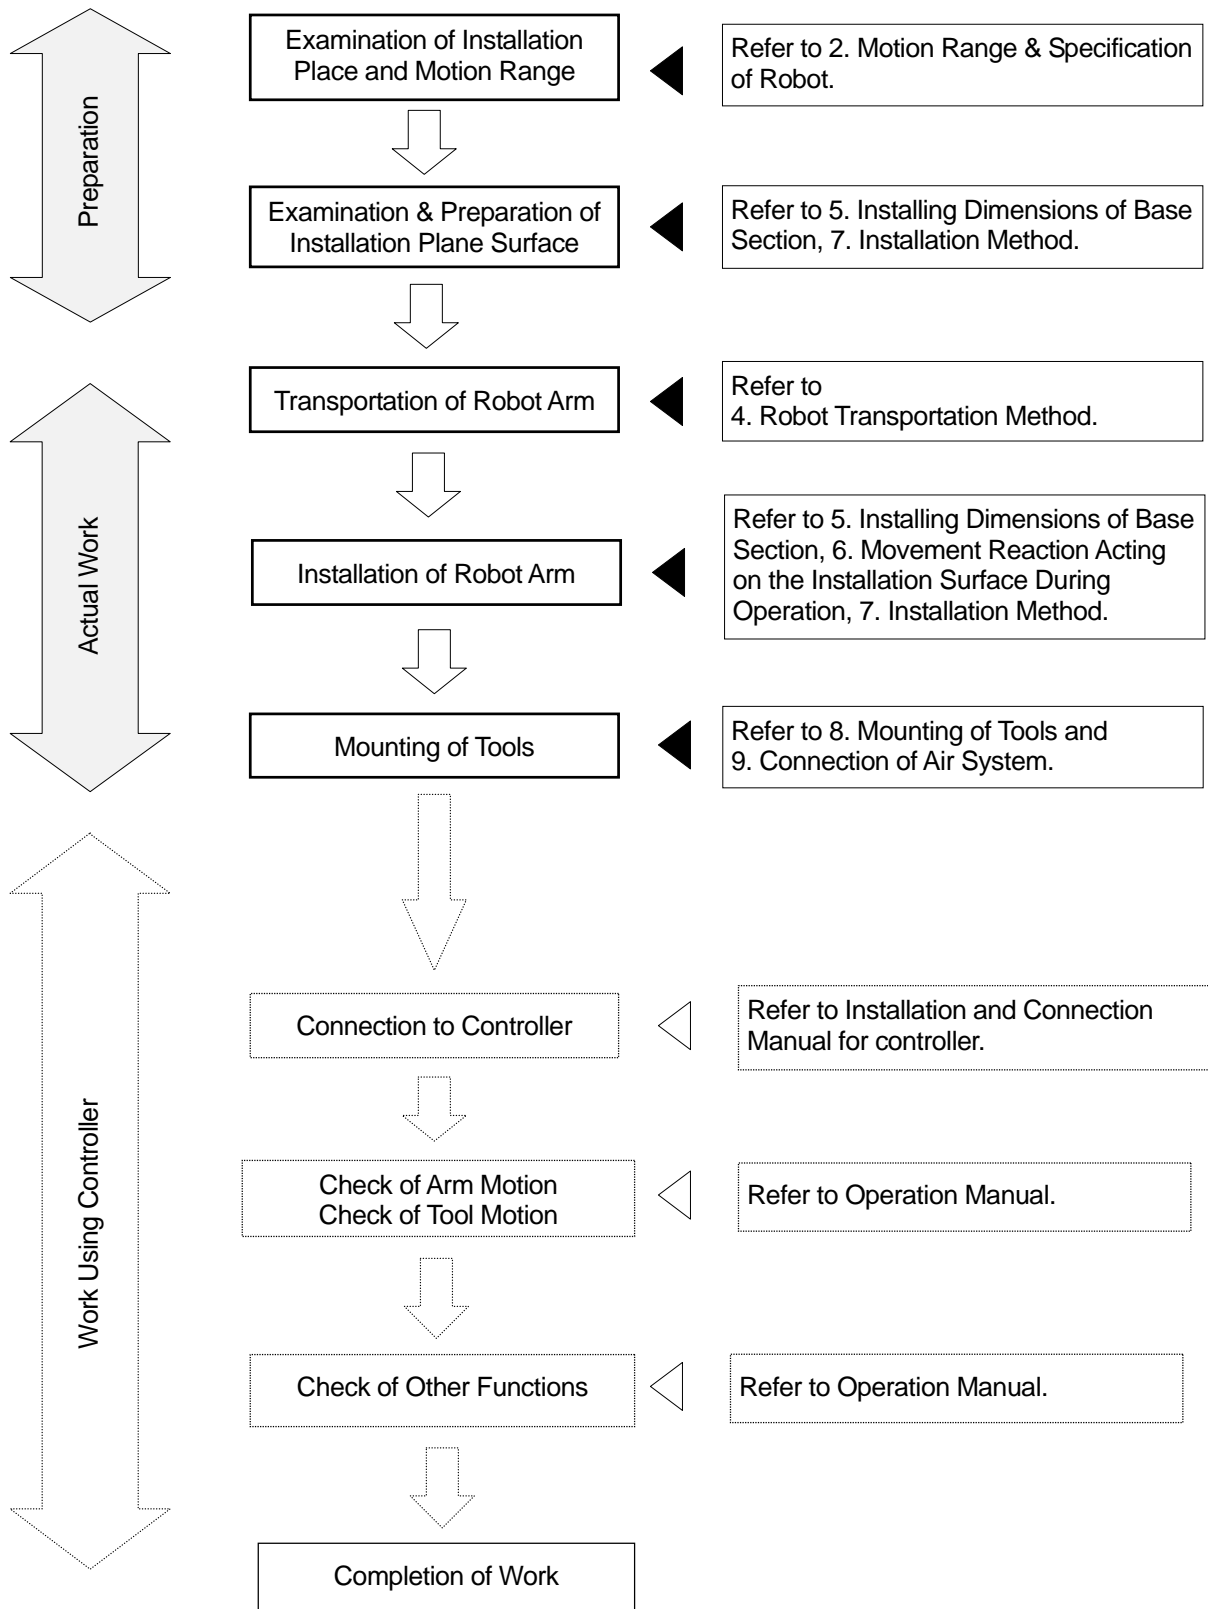 Preparation
Examination of Installation
Place and Motion Range
Refer to 2. Motion Range & Specification
of Robot.
Examination & Preparation of
Installation Plane Surface
Refer to 5. Installing Dimensions of Base
Section, 7. Installation Method.
Actual Work
Transportation of Robot Arm
Refer to
4. Robot Transportation Method.
Installation of Robot Arm
Refer to 5. Installing Dimensions of Base
Section, 6. Movement Reaction Acting
on the Installation Surface During
Operation, 7. Installation Method.
Mounting of Tools
Refer to 8. Mounting of Tools and
9. Connection of Air System.
Work Using Controller
Connection to Controller
Refer to Installation and Connection
Manual for controller.
Check of Arm Motion
Check of Tool Motion
Refer to Operation Manual.
Check of Other Functions
Refer to Operation Manual.
Completion of Work